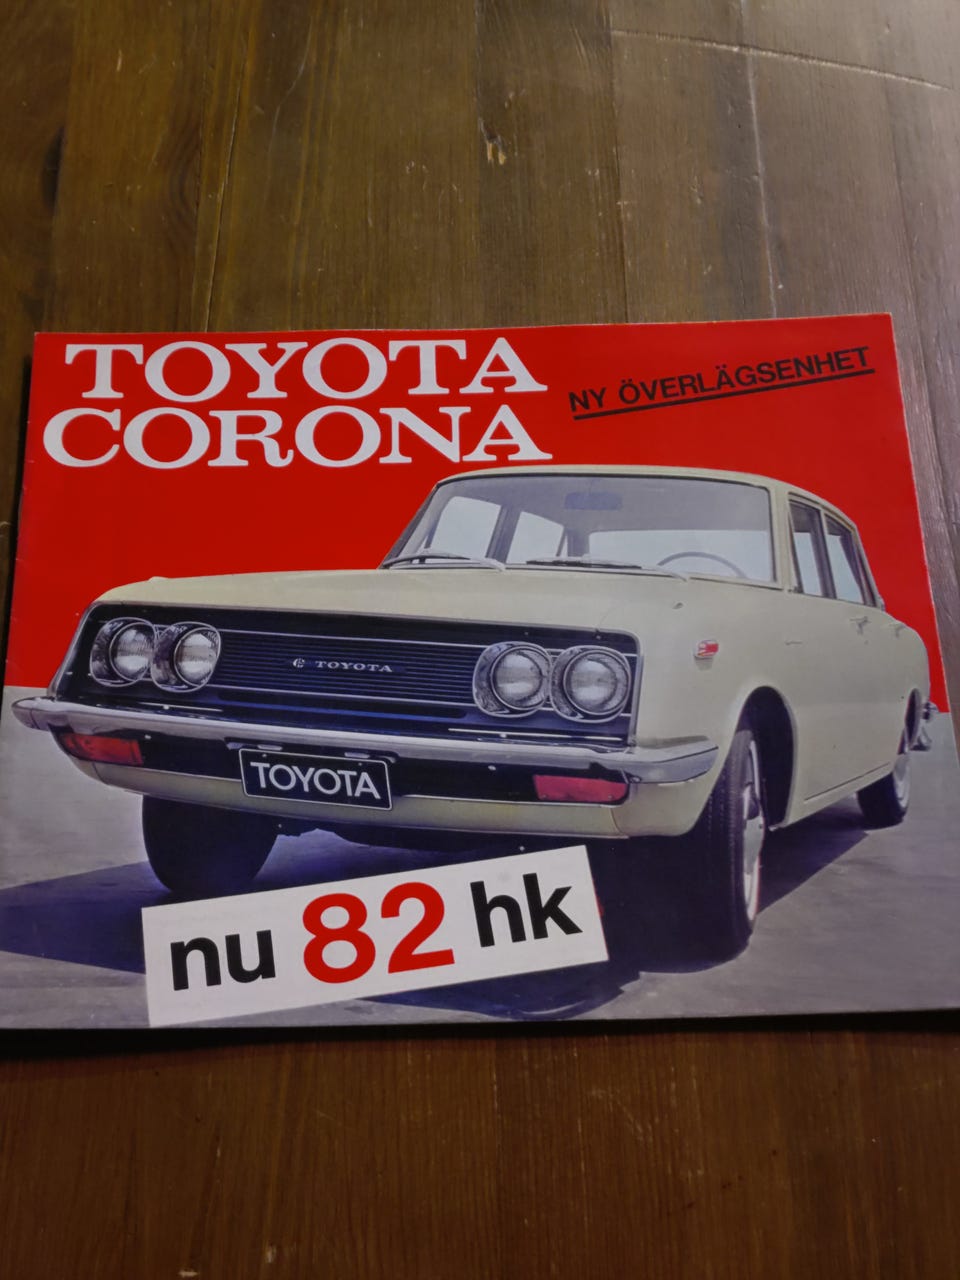 TOYOTA
CORONA
NY ÖVERLÄGSENHET
TOYOTA
TOYOTA
nu 82 hk